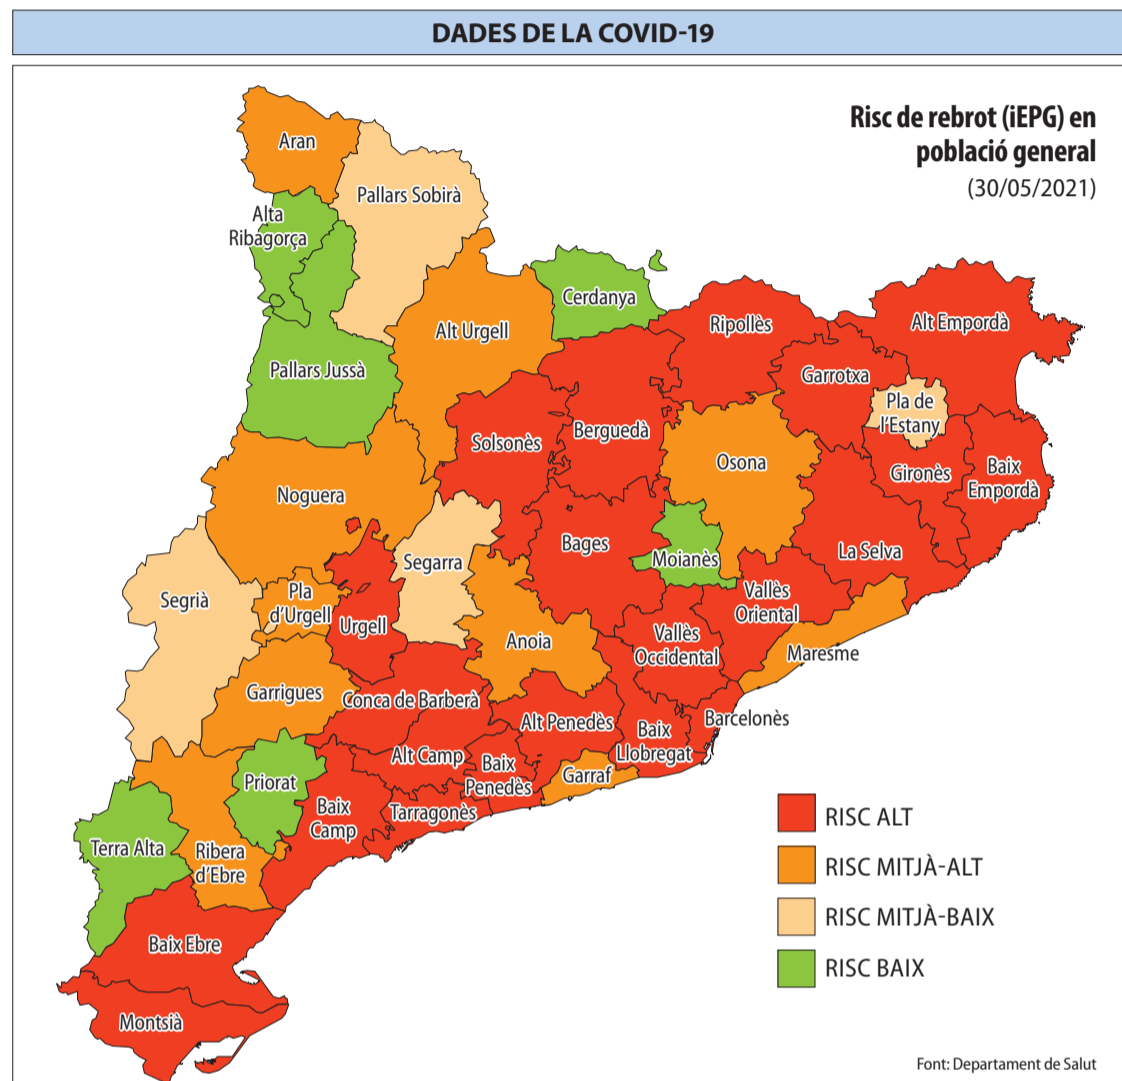 DADES DE LA COVID-19
Risc de rebrot (iEPG) en
població general
(30/05/2021)
Aran
Pallars Sobirà
Alta
Ribagorça
Cerdanya
Alt Urgell
Ripollès
Alt Empordà
Pallars Jussà
Garrotxa
Pla de
l'Estany
Solsonès
Berguedà
Osona
Gironès
Baix
Empordà
Noguera
Bages
Moianès
La Selva
Segarra
Segrià
Pla
d'Urgell
Urgell
Vallès
Oriental
Anoia
Vallès
Occidental
Maresme
Garrigues
Conca de Barberà
Alt Penedès
Baix
Llobregat
Barcelonès
Alt Camp
Baix
Penedès
Garraf
Priorat
Baix
Camp
Tarragonès
Terra Alta
Ribera
d'Ebre
Baix Ebre
Montsià
RISC ALT
RISC MITJÀ-ALT
RISC MITJÀ-BAIX
RISC BAIX
Font: Departament de Salut